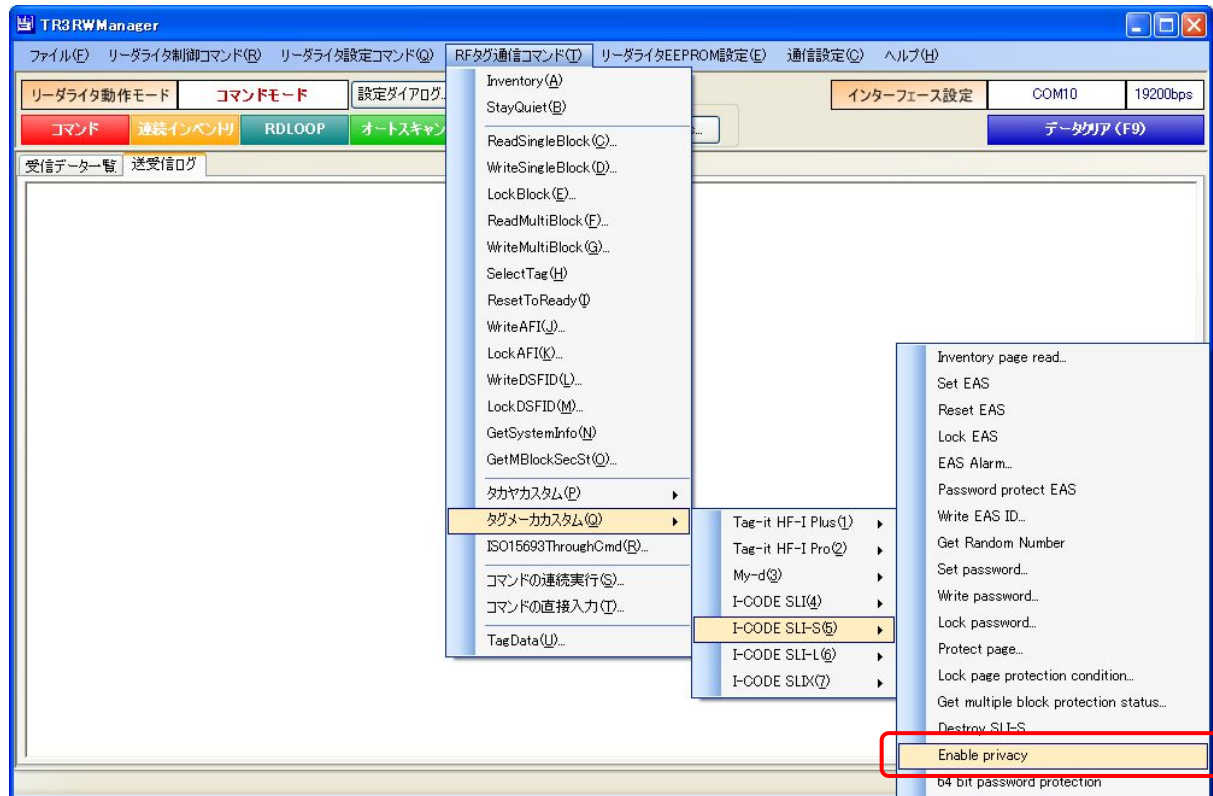 TR3RWManager
ファイル(F) リーダライタ制御コマンド(R) リーダライタ設定コマンド(Q) RFタグ通信コマンド(T) リーダライタEEPROM設定(E) 通信設定(C) ヘルプ(H)
リーダライタ動作モード コマンドモード 設定ダイアログ... インターフェース設定 COM10 19200bps
コマンド 連続インベントリ RDLOOP オートスキャン データクリア (F9)
受信データ一覧 送受信ログ
Inventory(A)
StayQuiet(B)
ReadSingleBlock(C)...
WriteSingleBlock(D)...
LockBlock(E)...
ReadMultiBlock(F)...
WriteMultiBlock(G)...
SelectTag(H)
ResetToReady(I)
WriteAFI(J)...
LockAFI(K)...
WriteDSFID(L)...
LockDSFID(M)...
GetSystemInfo(N)
GetMBlockSecSt(O)...
タカヤカスタム(P)
タグメーカカスタム(Q)
ISO15693ThroughCmd(R)...
コマンドの連続実行(S)...
コマンドの直接入力(T)...
TagData(U)...
Tag-it HF-I Plus(1)
Tag-it HF-I Pro(2)
My-d(3)
I-CODE SLI(4)
I-CODE SLI-S(5)
I-CODE SLI-L(6)
I-CODE SLIX(7)
Inventory page read...
Set EAS
Reset EAS
Lock EAS
EAS Alarm...
Password protect EAS
Write EAS ID...
Get Random Number
Set password...
Write password...
Lock password...
Protect page...
Lock page protection condition...
Get multiple block protection status...
Destroy SLI-S
Enable privacy
64 bit password protection